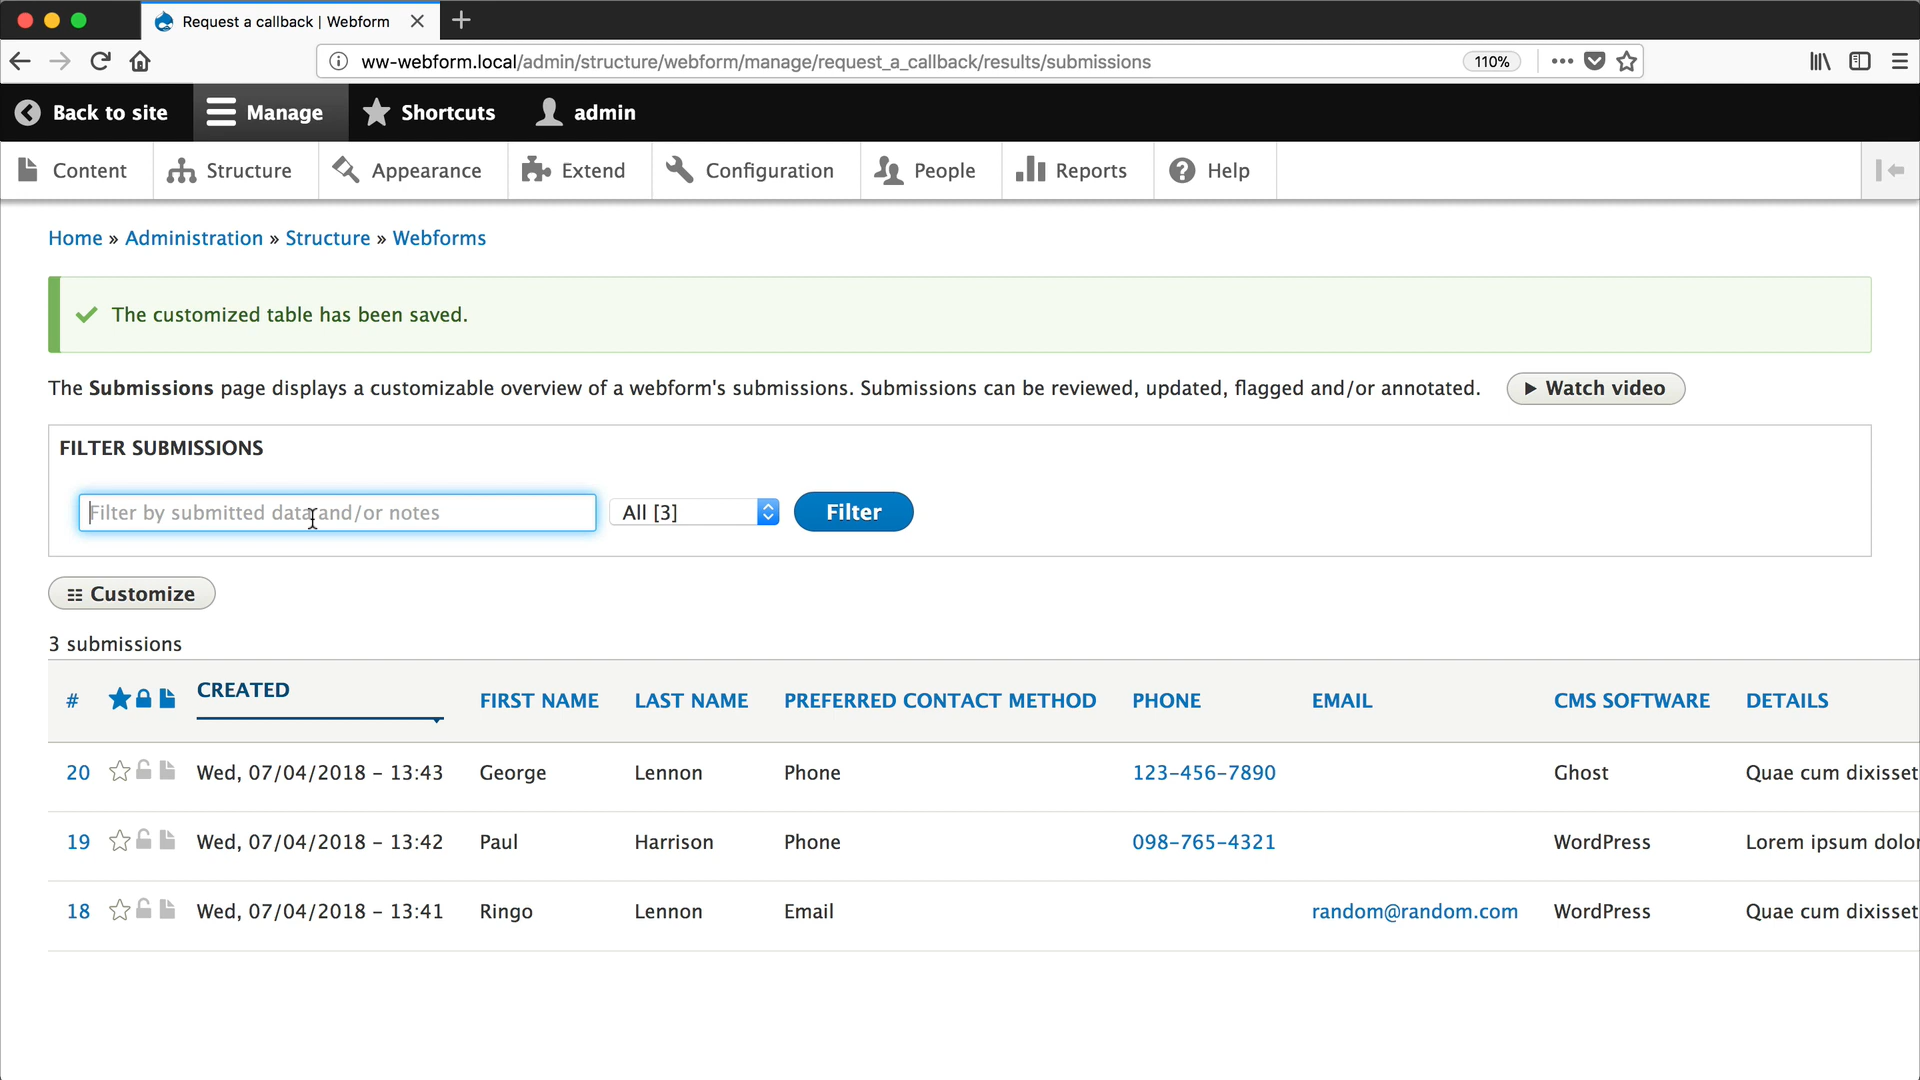 Request a callback | Webform
ww-webform.local/admin/structure/webform/manage/request_a_callback/results/submissions
110%
Back to site
Manage
Shortcuts
admin
Content
Structure
Appearance
Extend
Configuration
People
Reports
Help
Home » Administration » Structure » Webforms
The customized table has been saved.
The Submissions page displays a customizable overview of a webform's submissions. Submissions can be reviewed, updated, flagged and/or annotated.
Watch video
FILTER SUBMISSIONS
Filter by submitted data and/or notes
All [3]
Filter
Customize
3 submissions
# CREATED FIRST NAME LAST NAME PREFERRED CONTACT METHOD PHONE EMAIL CMS SOFTWARE DETAILS
20 Wed, 07/04/2018 - 13:43 George Lennon Phone 123-456-7890 Ghost Quae cum dixisset
19 Wed, 07/04/2018 - 13:42 Paul Harrison Phone 098-765-4321 WordPress Lorem ipsum dolor
18 Wed, 07/04/2018 - 13:41 Ringo Lennon Email random@random.com WordPress Quae cum dixisset